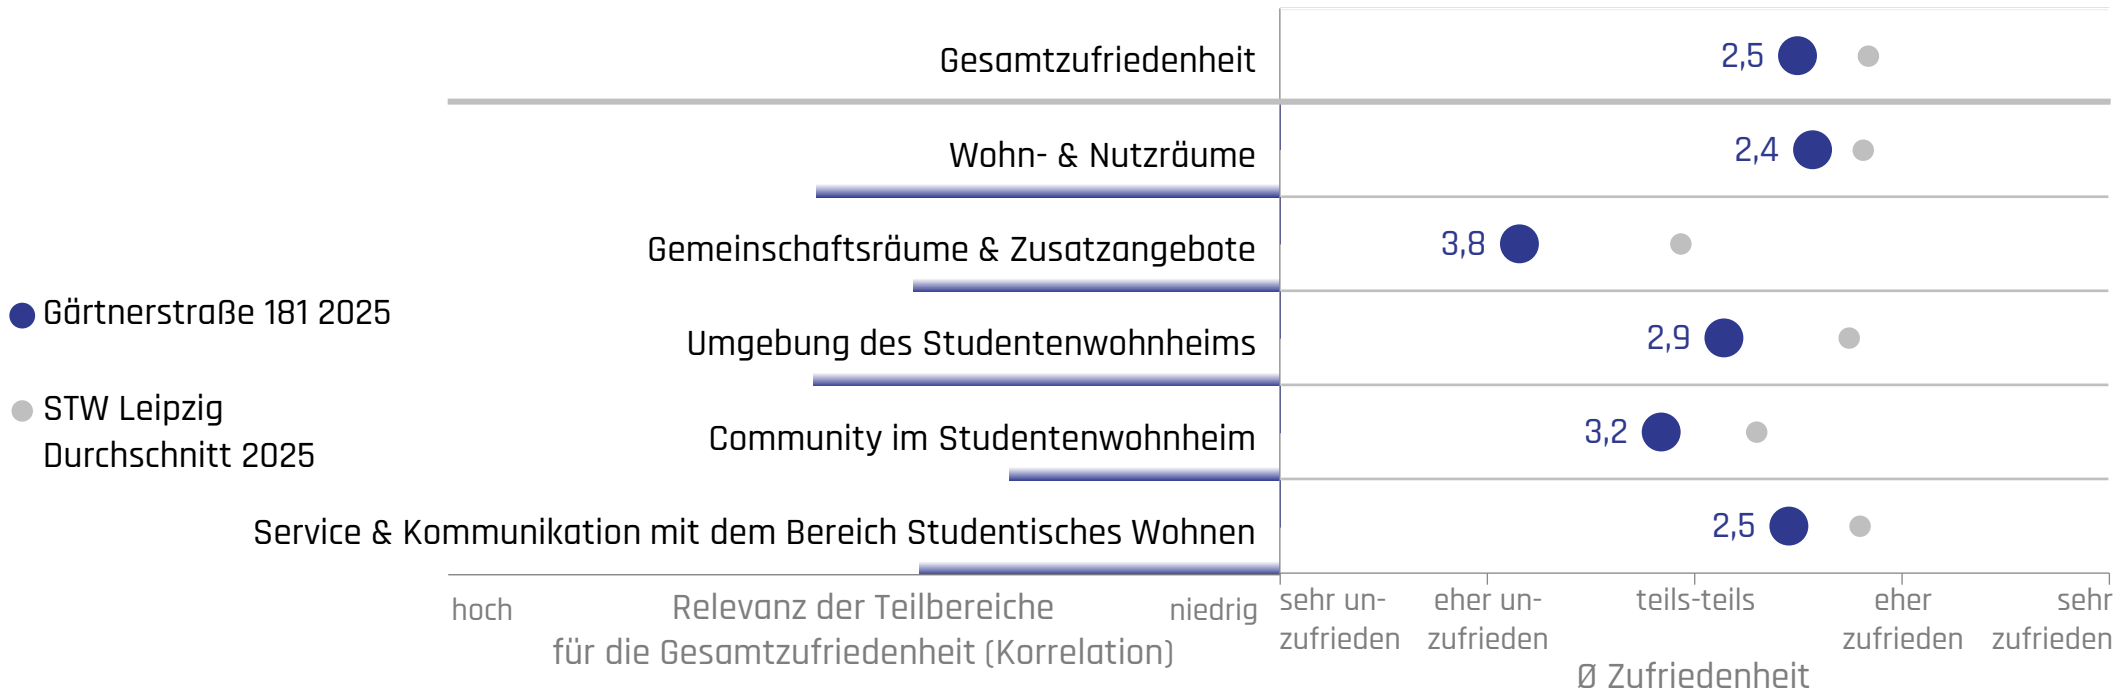 Gesamtzufriedenheit
2,5
Wohn- & Nutzräume
2,4
Gemeinschaftsräume & Zusatzangebote
3,8
Gärtnerstraße 181 2025
Umgebung des Studentenwohnheims
2,9
STW Leipzig
Durchschnitt 2025
Community im Studentenwohnheim
3,2
Service & Kommunikation mit dem Bereich Studentisches Wohnen
2,5
hoch
Relevanz der Teilbereiche
für die Gesamtzufriedenheit (Korrelation)
niedrig
sehr un-
zufrieden
eher un-
zufrieden
teils-teils
eher
zufrieden
sehr
zufrieden
Ø Zufriedenheit